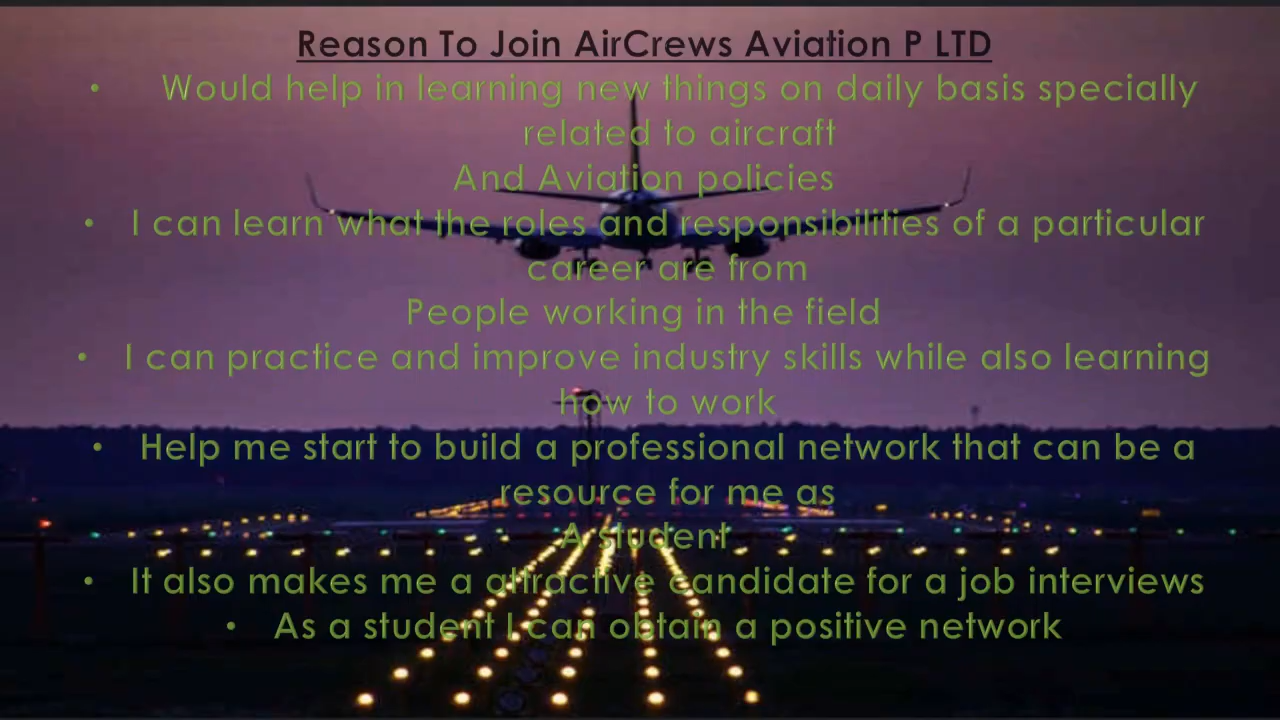 Reason To Join AirCrews Aviation P LTD
• Would help in learning new things on daily basis specially
related to aircraft
And Aviation policies
• I can learn what the roles and responsibilities of a particular
career are from
People working in the field
• I can practice and improve industry skills while also learning
how to work
• Help me start to build a professional network that can be a
resource for me as
A student
• It also makes me a attractive candidate for a job interviews
• As a student I can obtain a positive network